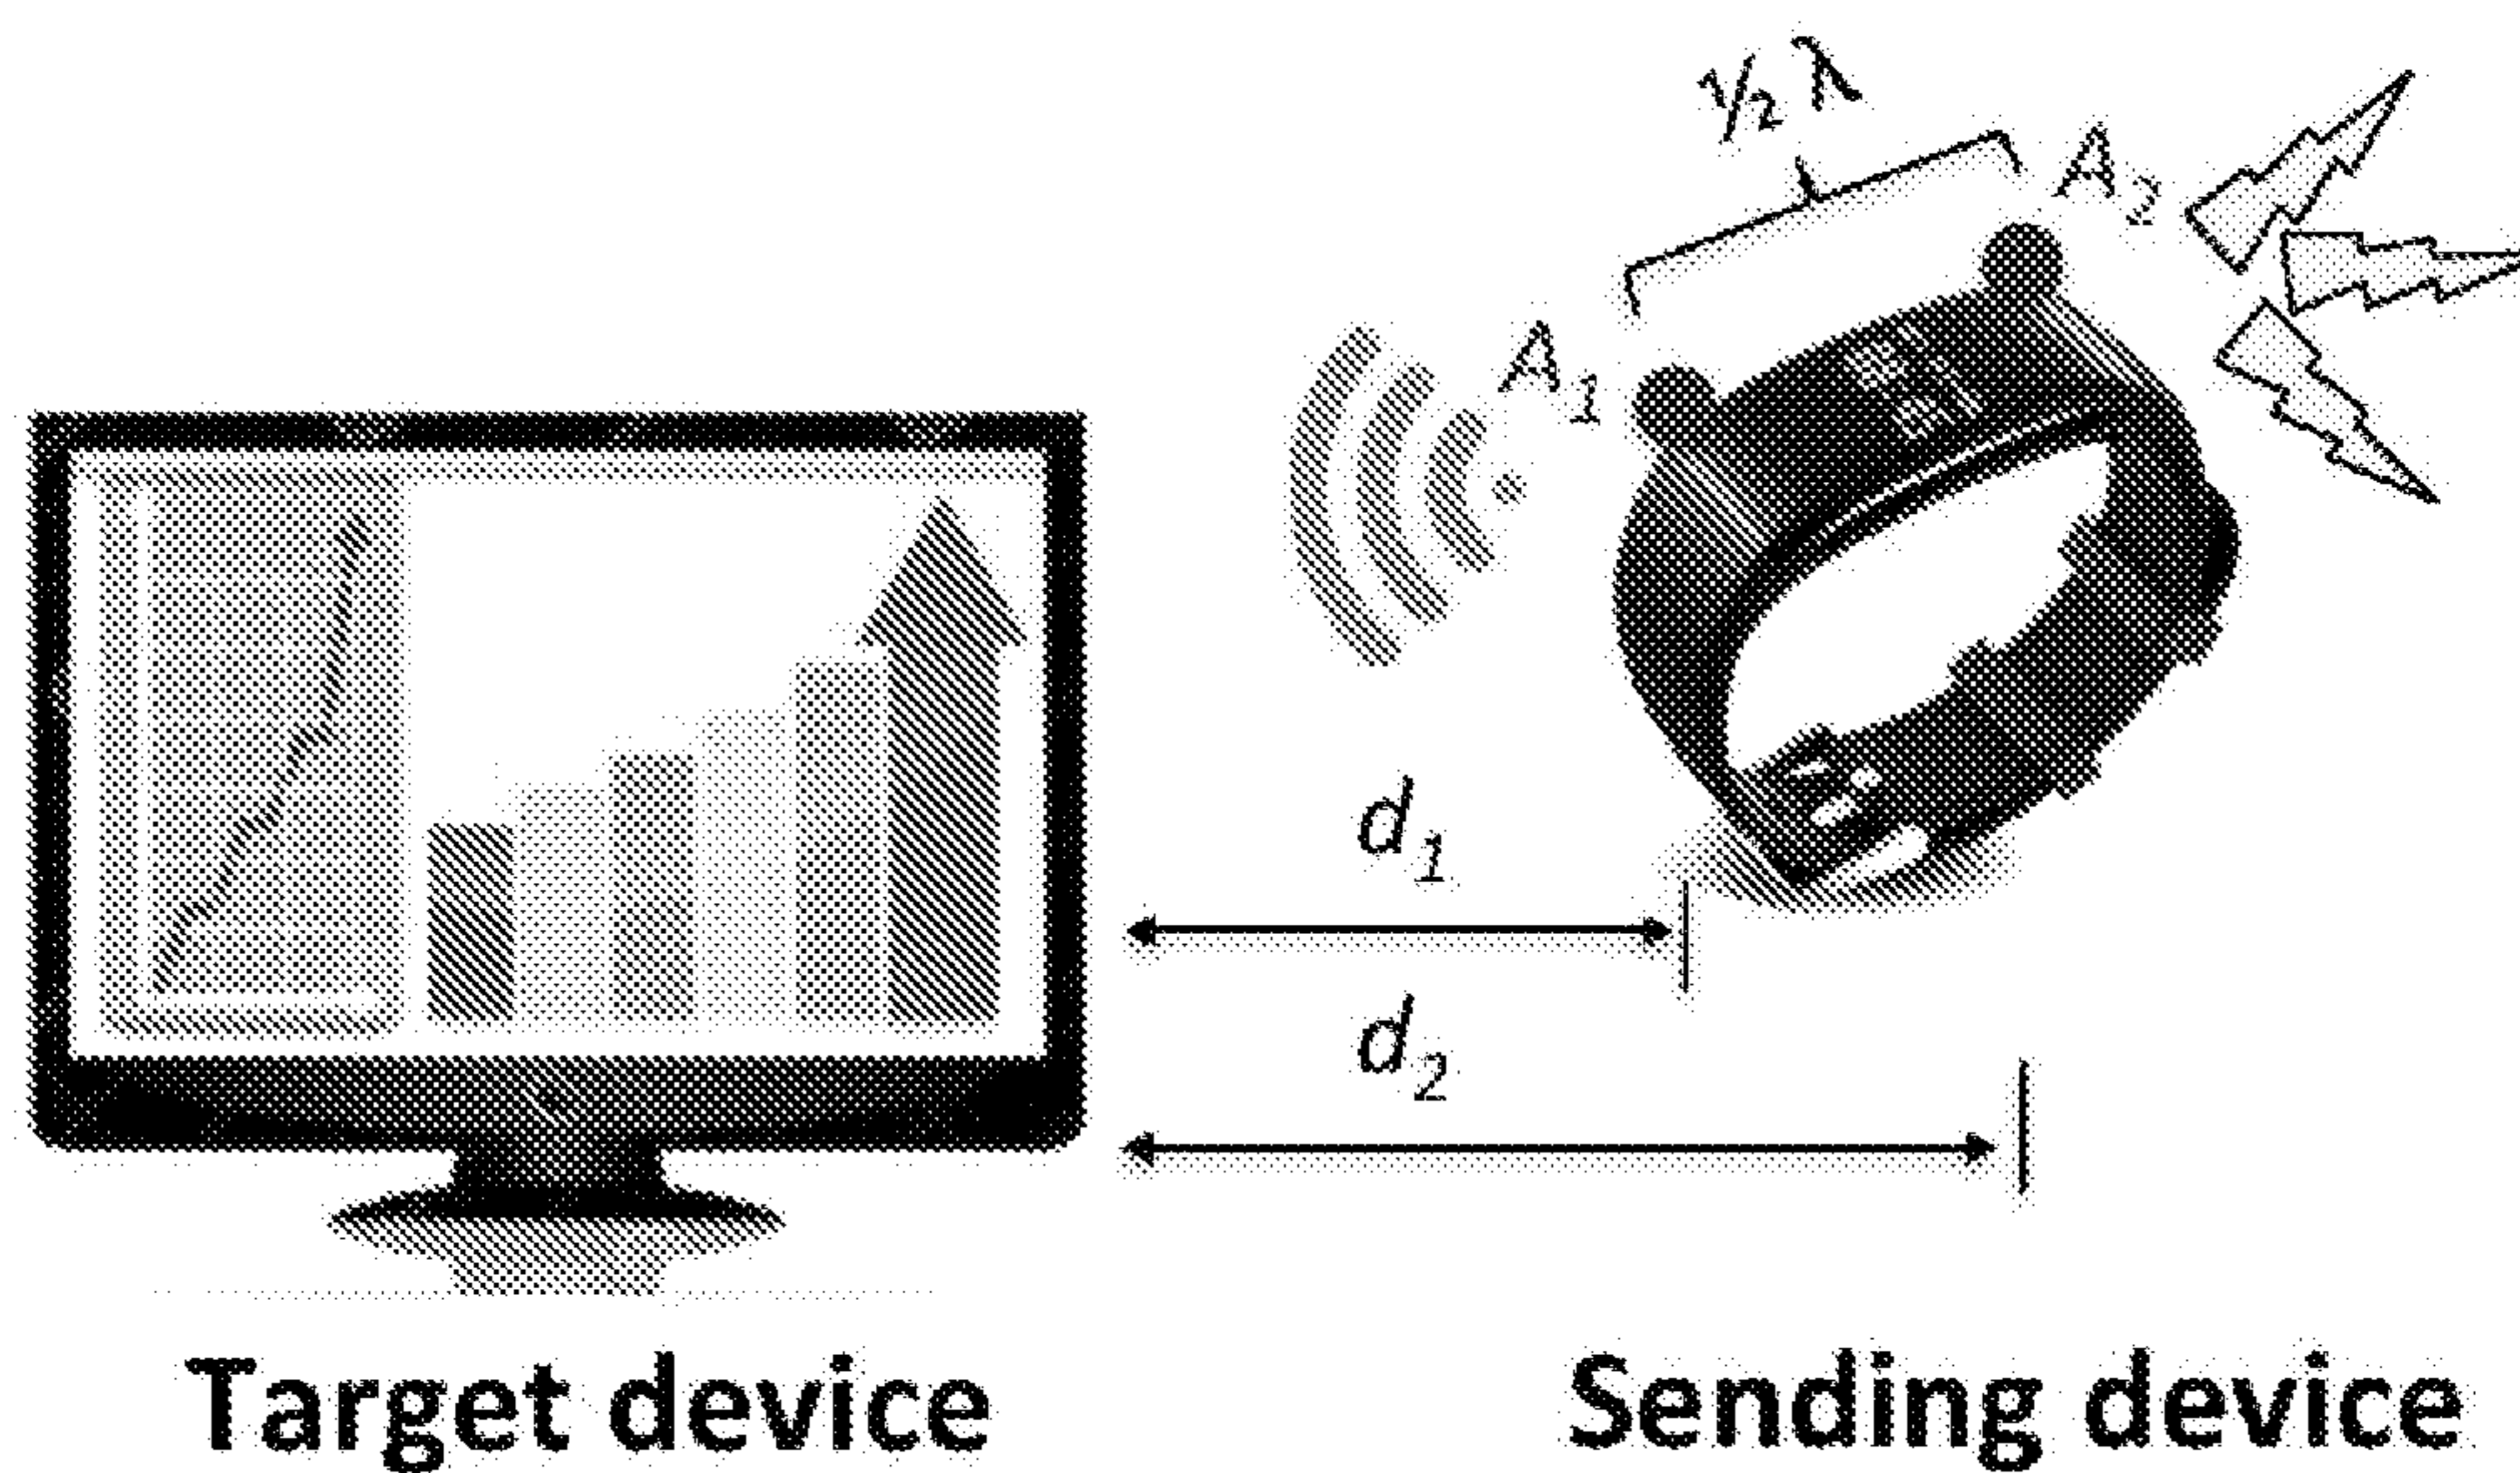 ½ λ
A₂
A₁
d₁
d₂
Target device
Sending device